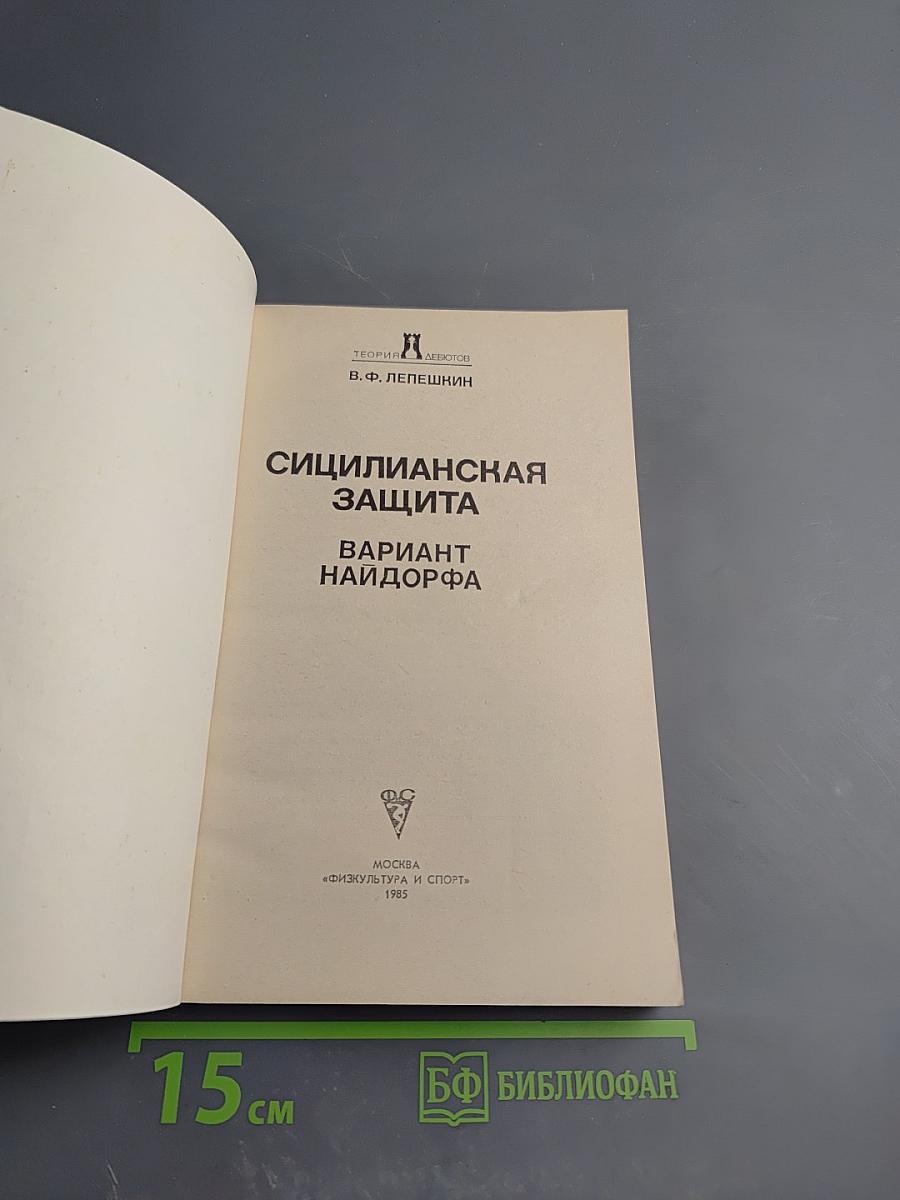 ТЕОРИЯ ДЕБЮТОВ
В. Ф. ЛЕПЕШКИН
СИЦИЛИАНСКАЯ
ЗАЩИТА
ВАРИАНТ
НАЙДОРФА
ФиС
МОСКВА
«ФИЗКУЛЬТУРА И СПОРТ»
1985
15 см
БФ БИБЛИОФАН